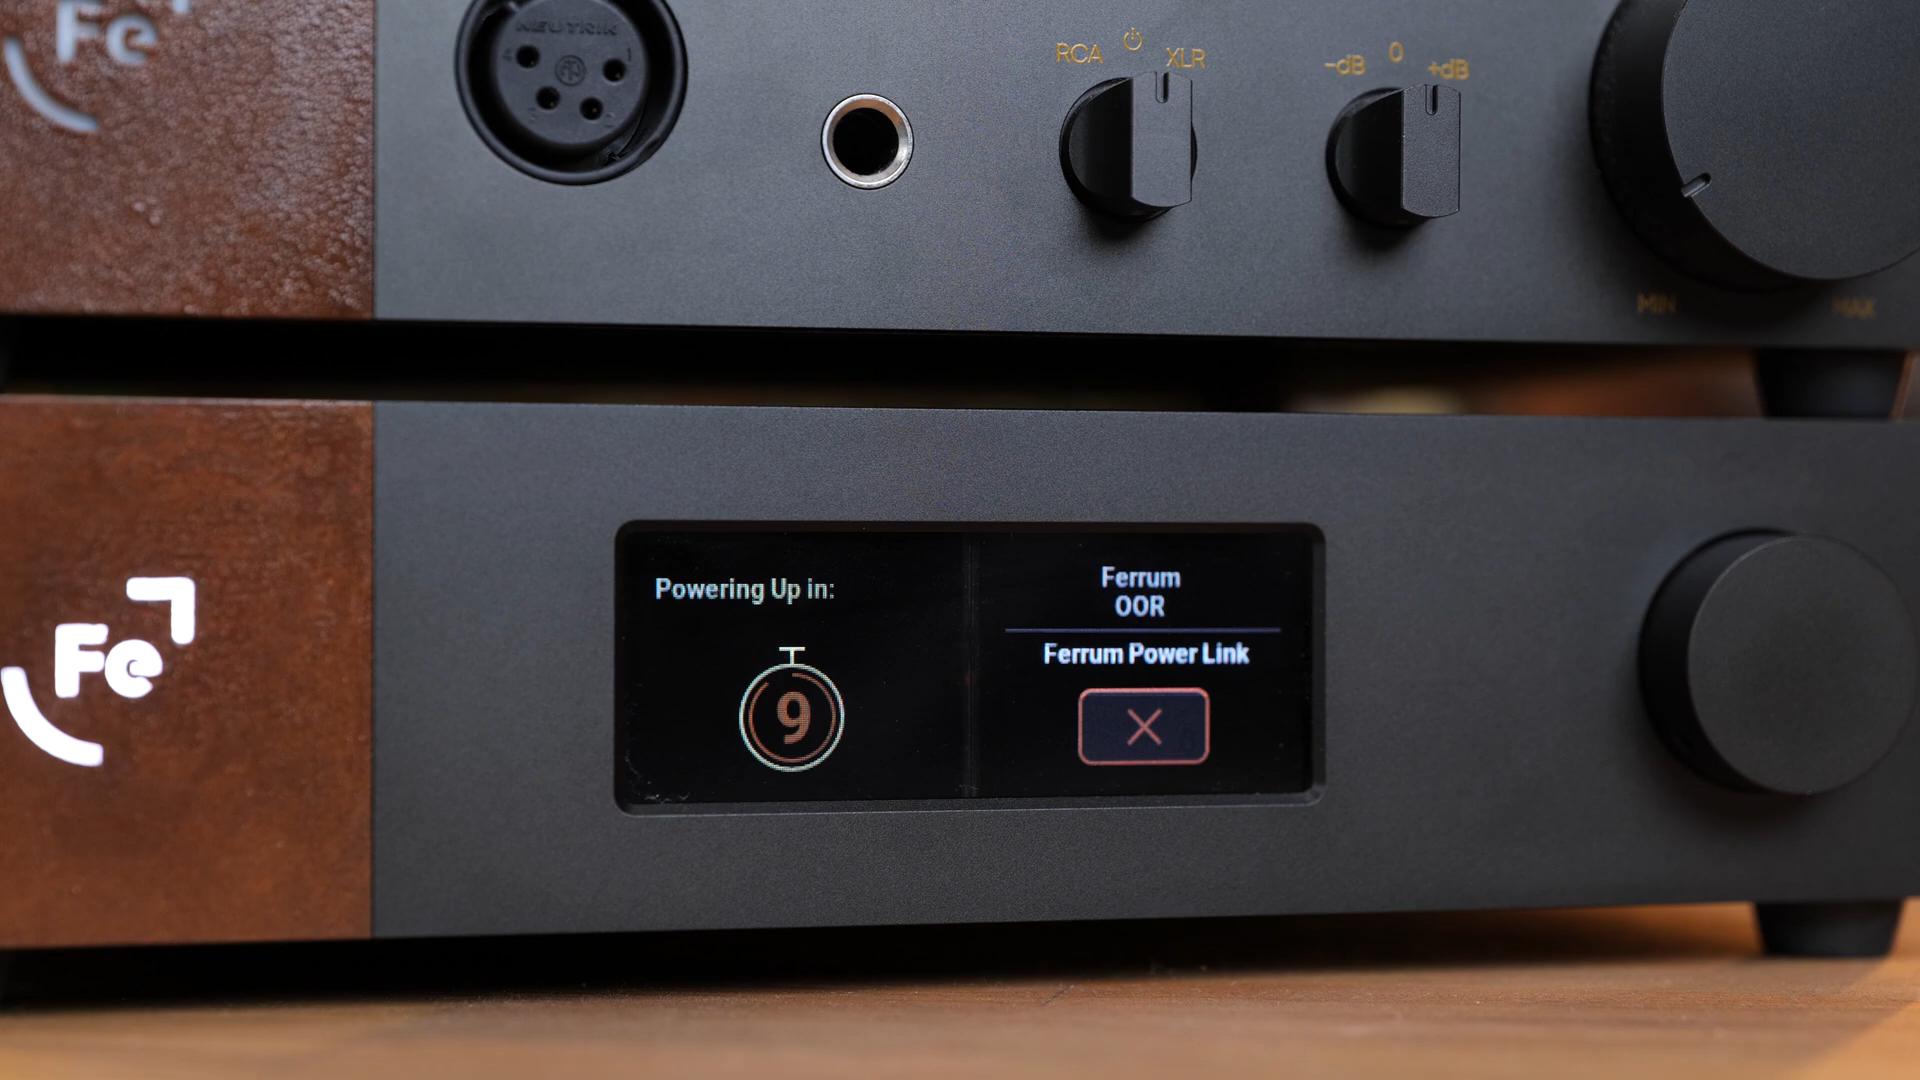 Fe
NEUTRIK
RCA
XLR
-dB 0 +dB
MIN
MAX
Fe
Powering Up in:
9
Ferrum
OOR
Ferrum Power Link